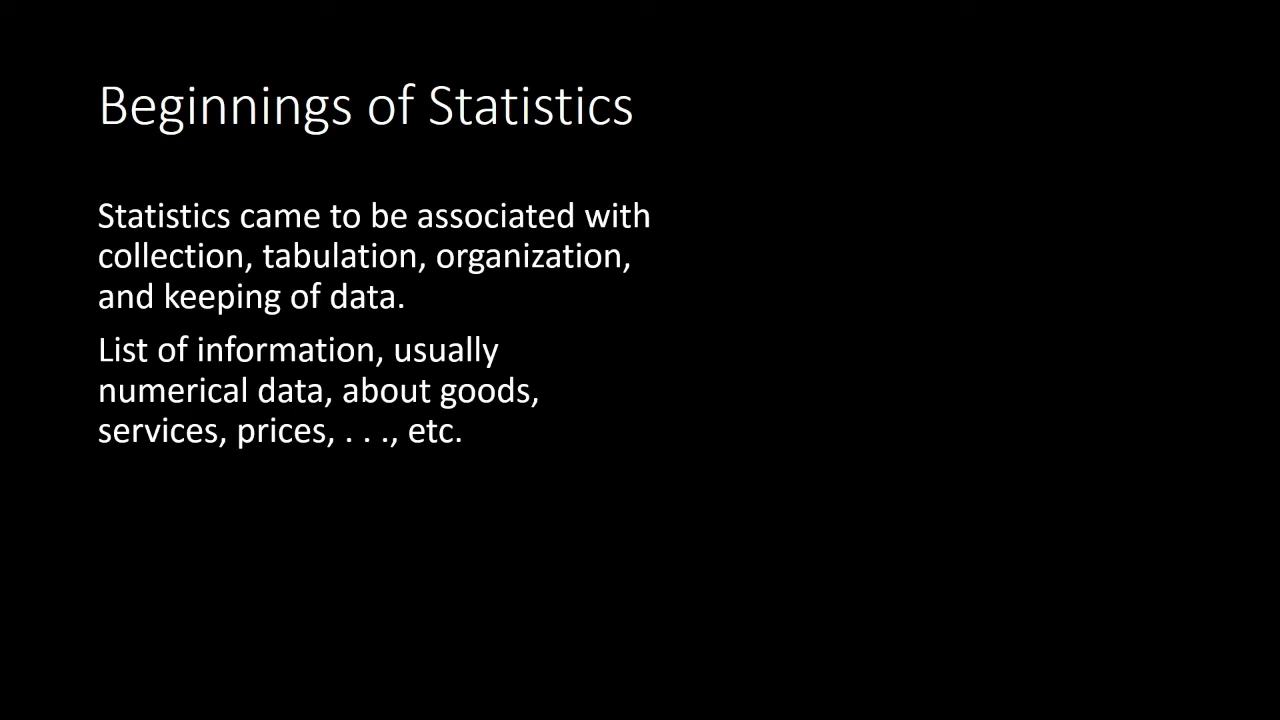 Beginnings of Statistics
Statistics came to be associated with
collection, tabulation, organization,
and keeping of data.
List of information, usually
numerical data, about goods,
services, prices, . . ., etc.